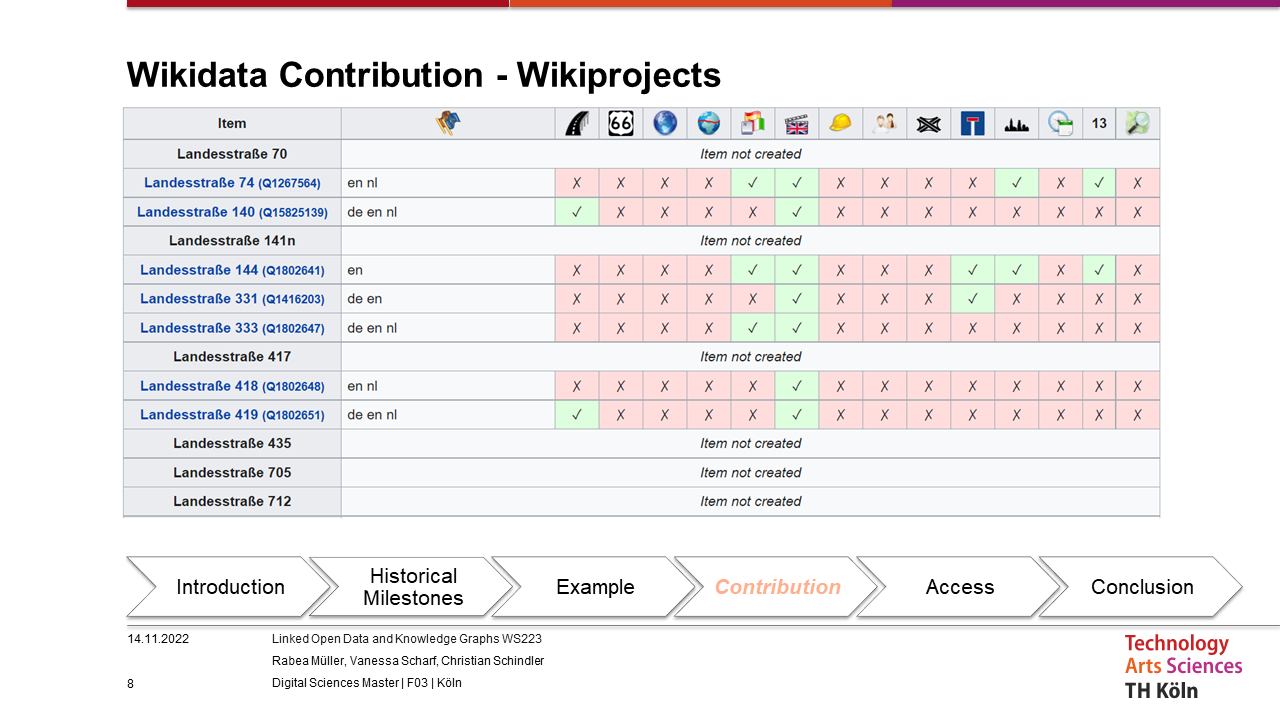 Wikidata Contribution - Wikiprojects
Item 66 13
Landesstraße 70 Item not created
Landesstraße 74 (Q1267564) en nl ✗ ✗ ✗ ✗ ✓ ✓ ✗ ✗ ✗ ✗ ✓ ✗ ✓ ✗
Landesstraße 140 (Q15825139) de en nl ✓ ✗ ✗ ✗ ✗ ✓ ✗ ✗ ✗ ✗ ✗ ✗ ✗ ✗
Landesstraße 141n Item not created
Landesstraße 144 (Q1802641) en ✗ ✗ ✗ ✗ ✓ ✓ ✗ ✗ ✗ ✓ ✓ ✗ ✓ ✗
Landesstraße 331 (Q1416203) de en ✗ ✗ ✗ ✗ ✗ ✓ ✗ ✗ ✗ ✓ ✗ ✗ ✗ ✗
Landesstraße 333 (Q1802647) de en nl ✗ ✗ ✗ ✗ ✓ ✓ ✗ ✗ ✗ ✗ ✗ ✗ ✗ ✗
Landesstraße 417 Item not created
Landesstraße 418 (Q1802648) en nl ✗ ✗ ✗ ✗ ✗ ✓ ✗ ✗ ✗ ✗ ✗ ✗ ✗ ✗
Landesstraße 419 (Q1802651) de en nl ✓ ✗ ✗ ✗ ✗ ✓ ✗ ✗ ✗ ✗ ✗ ✗ ✗ ✗
Landesstraße 435 Item not created
Landesstraße 705 Item not created
Landesstraße 712 Item not created
Introduction
Historical
Milestones
Example
Contribution
Access
Conclusion
14.11.2022
Linked Open Data and Knowledge Graphs WS223
Rabea Müller, Vanessa Scharf, Christian Schindler
8
Digital Sciences Master | F03 | Köln
Technology
Arts Sciences
TH Köln